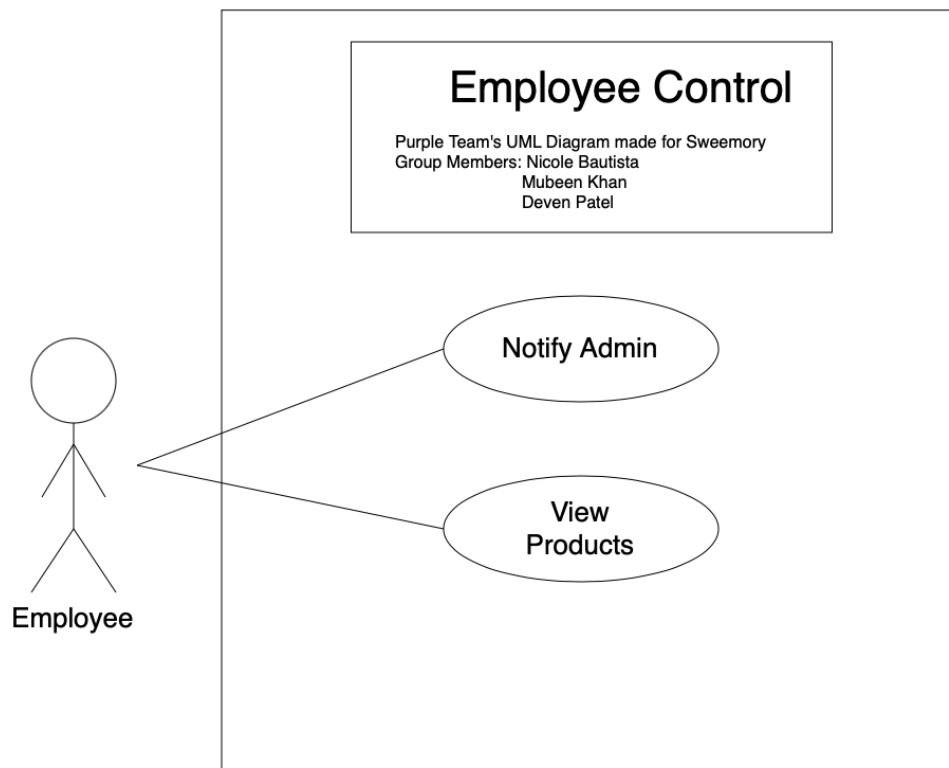 Employee Control
Purple Team's UML Diagram made for Sweemory
Group Members: Nicole Bautista
Mubeen Khan
Deven Patel
Notify Admin
View
Products
Employee